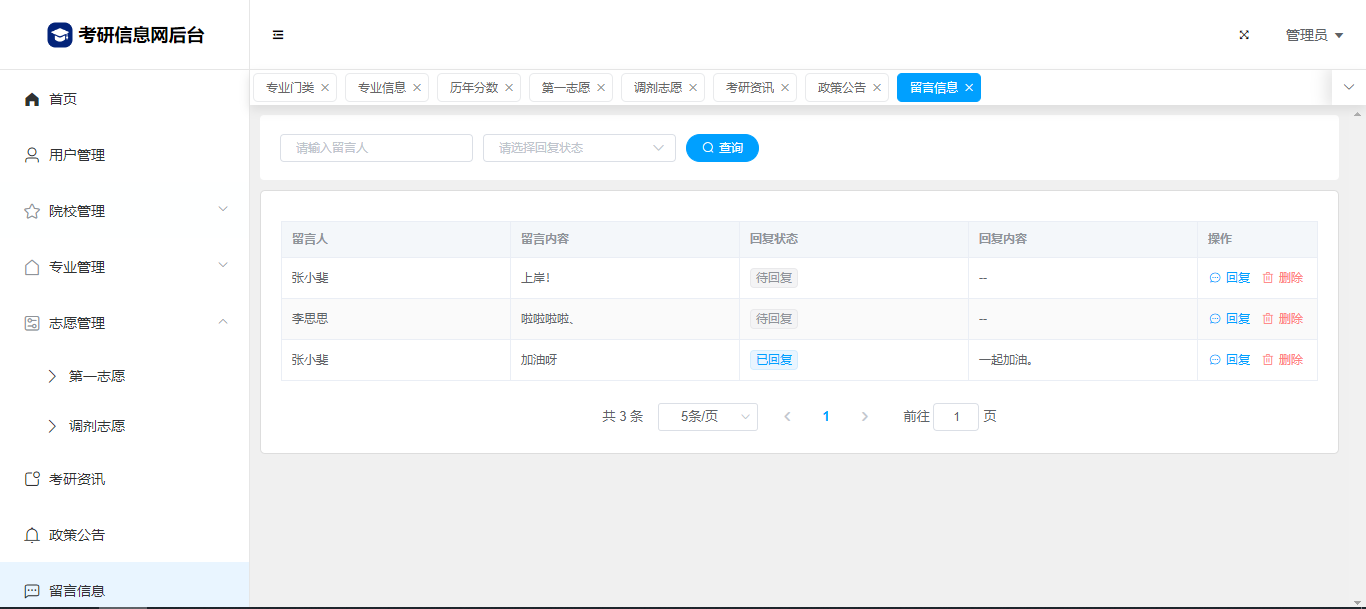 考研信息网后台
管理员
专业门类 专业信息 历年分数 第一志愿 调剂志愿 考研资讯 政策公告 留言信息
首页
用户管理
院校管理
专业管理
志愿管理
第一志愿
调剂志愿
考研资讯
政策公告
留言信息
请输入留言人 请选择回复状态 查询
留言人 留言内容 回复状态 回复内容 操作
张小斐 上岸！ 待回复 -- 回复 删除
李思思 啦啦啦啦、 待回复 -- 回复 删除
张小斐 加油呀 已回复 一起加油。 回复 删除
共 3 条 5条/页 1 前往 1 页